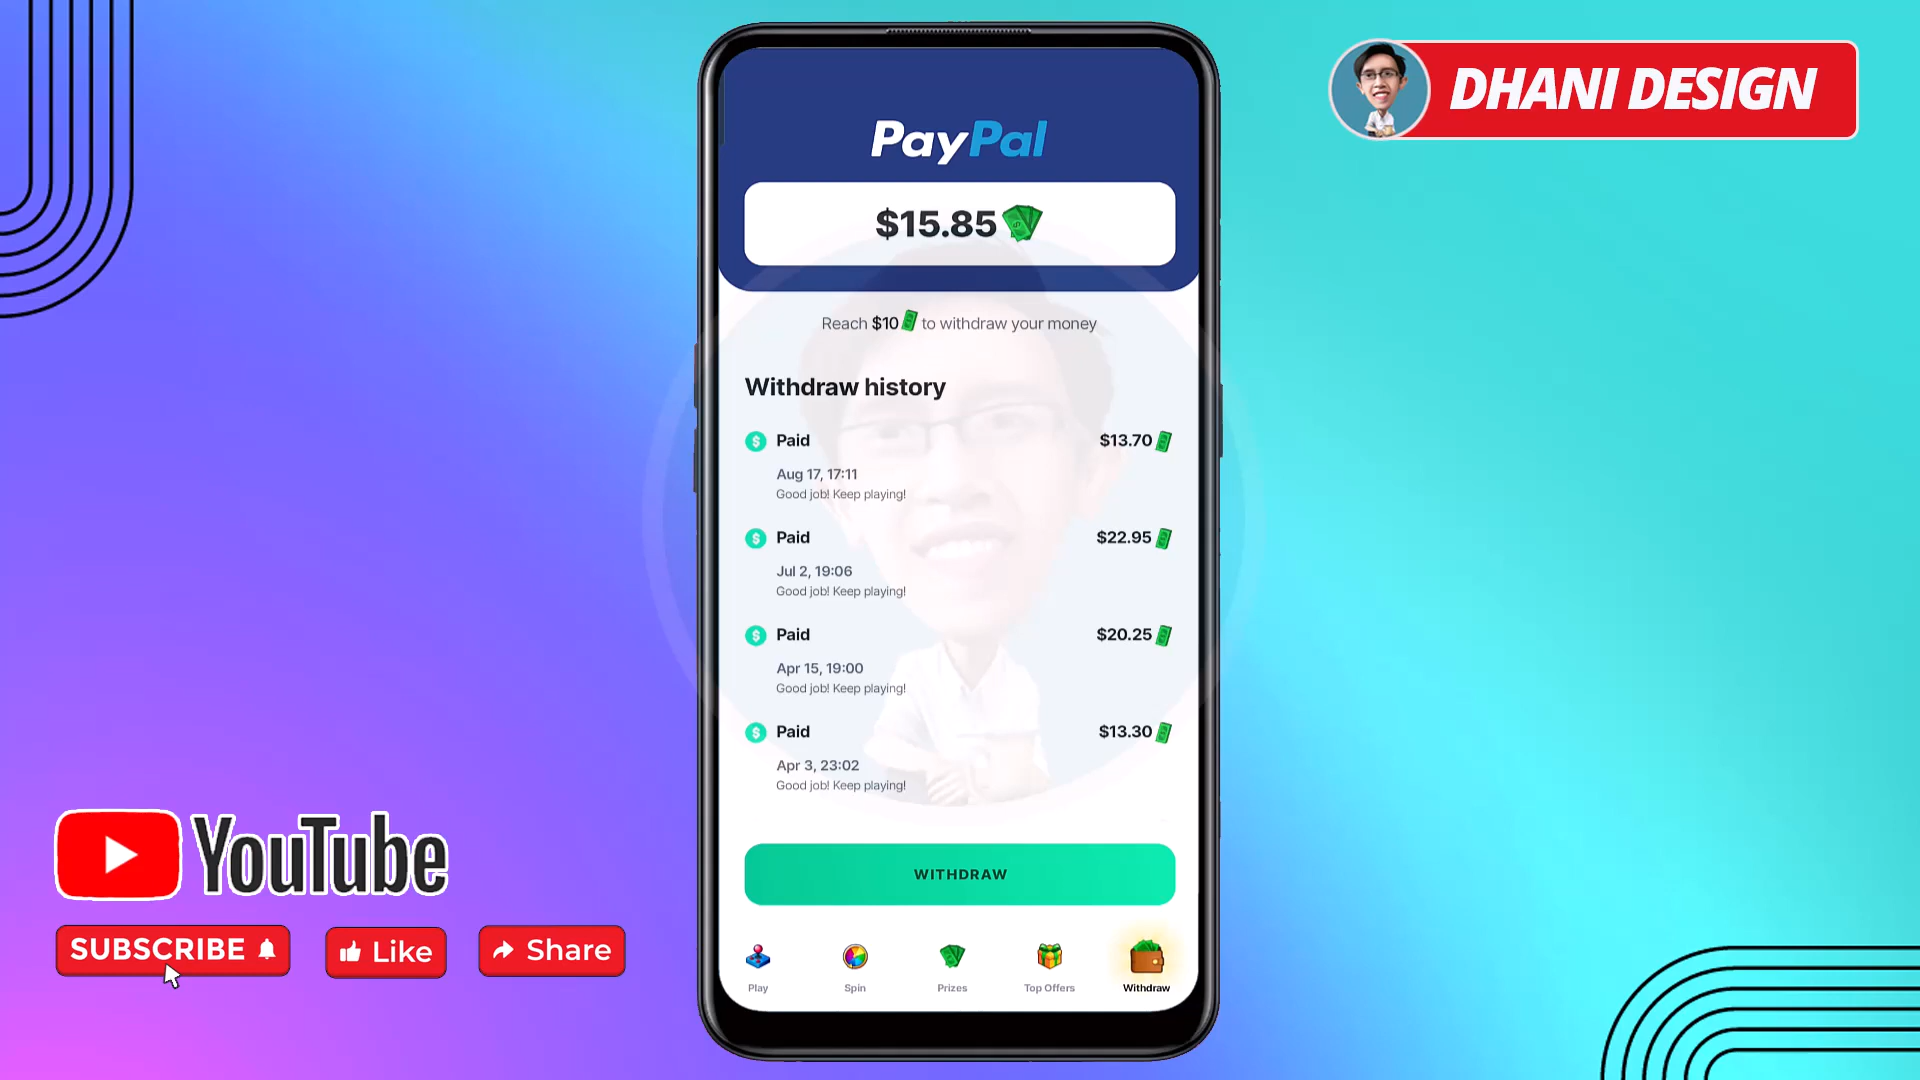 DHANI DESIGN
PayPal
$15.85
Reach $10 to withdraw your money
Withdraw history
Paid $13.70
Aug 17, 17:11
Good job! Keep playing!
Paid $22.95
Jul 2, 19:06
Good job! Keep playing!
Paid $20.25
Apr 15, 19:00
Good job! Keep playing!
Paid $13.30
Apr 3, 23:02
Good job! Keep playing!
WITHDRAW
Play Spin Prizes Top Offers Withdraw
YouTube
SUBSCRIBE Like Share